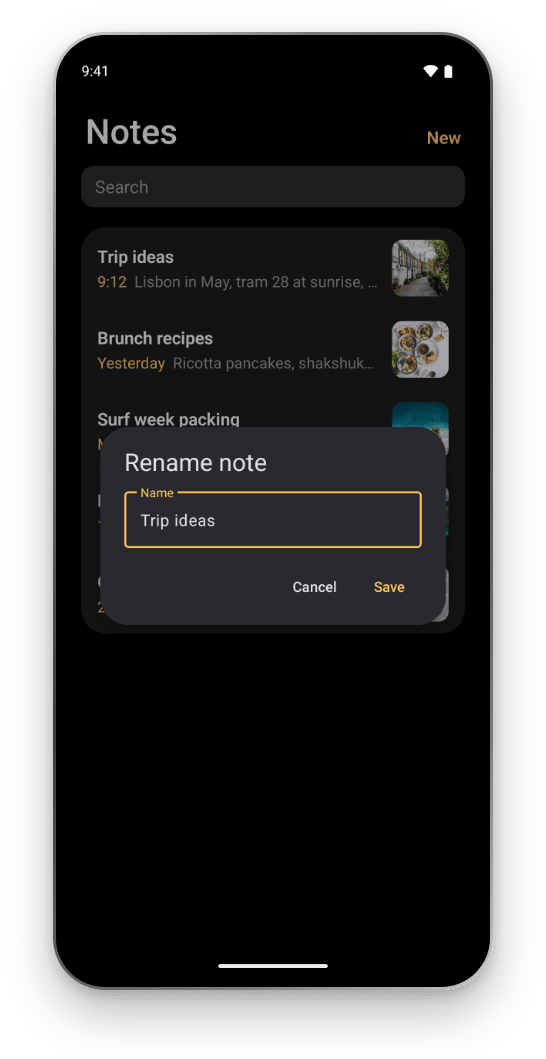 9:41
Notes
New
Search
Trip ideas
9:12 Lisbon in May, tram 28 at sunrise, …
Brunch recipes
Yesterday Ricotta pancakes, shakshuk…
Surf week packing
Rename note
Name
Trip ideas
Cancel
Save